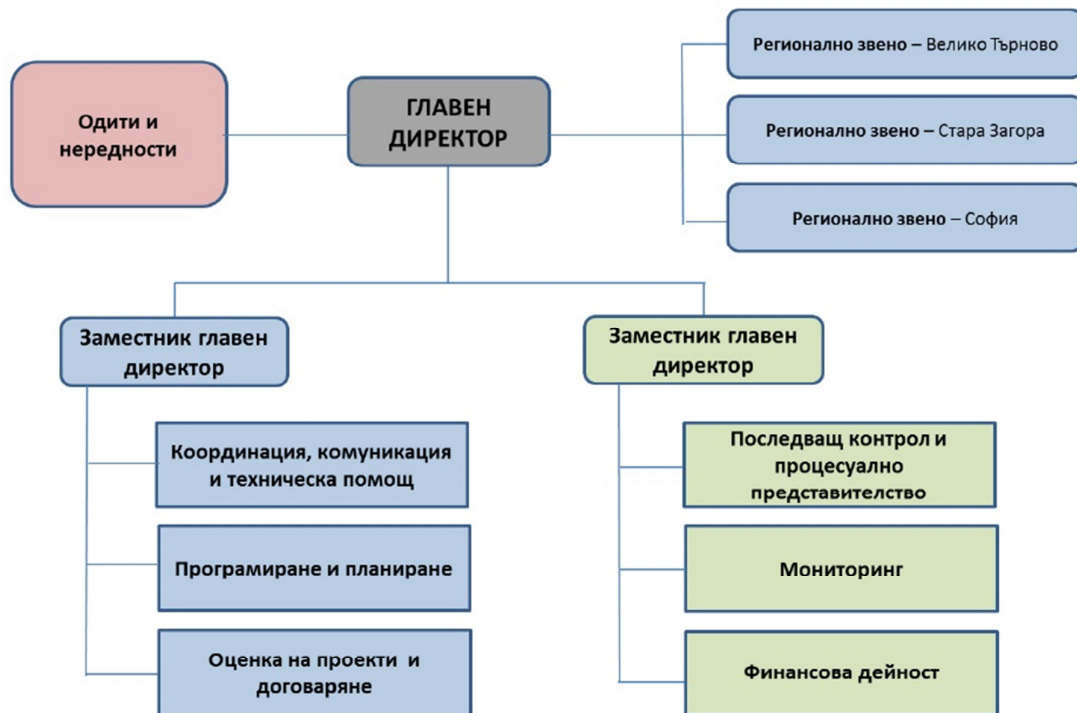 Одити и
нередности
ГЛАВЕН
ДИРЕКТОР
Регионално звено – Велико Търново
Регионално звено – Стара Загора
Регионално звено – София
Заместник главен
директор
Координация, комуникация
и техническа помощ
Програмиране и планиране
Оценка на проекти и
договаряне
Заместник главен
директор
Последващ контрол и
процесуално
представителство
Мониторинг
Финансова дейност